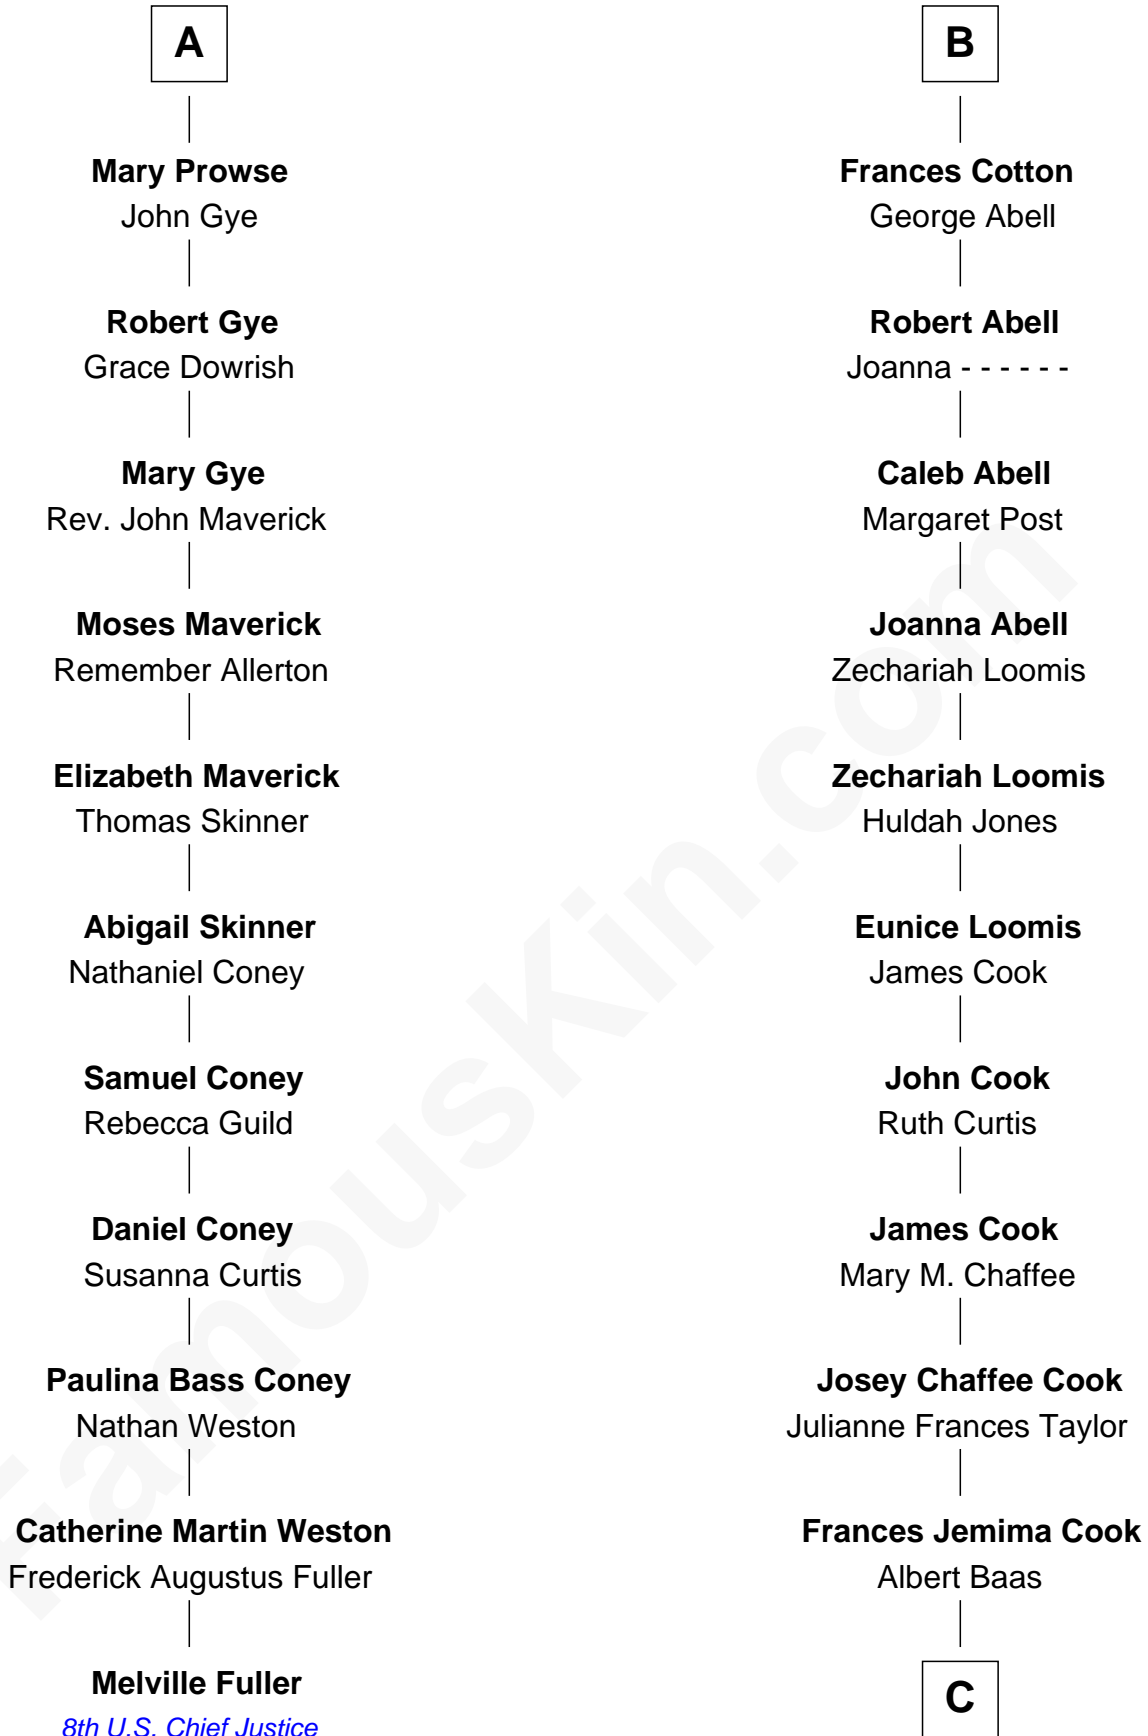 A
Mary Prowse
John Gye
Robert Gye
Grace Dowrish
Mary Gye
Rev. John Maverick
Moses Maverick
Remember Allerton
Elizabeth Maverick
Thomas Skinner
Abigail Skinner
Nathaniel Coney
Samuel Coney
Rebecca Guild
Daniel Coney
Susanna Curtis
Paulina Bass Coney
Nathan Weston
Catherine Martin Weston
Frederick Augustus Fuller
Melville Fuller
8th U.S. Chief Justice
B
Frances Cotton
George Abell
Robert Abell
Joanna - - - - - -
Caleb Abell
Margaret Post
Joanna Abell
Zechariah Loomis
Zechariah Loomis
Huldah Jones
Eunice Loomis
James Cook
John Cook
Ruth Curtis
James Cook
Mary M. Chaffee
Josey Chaffee Cook
Julianne Frances Taylor
Frances Jemima Cook
Albert Baas
C
FamousKin.com